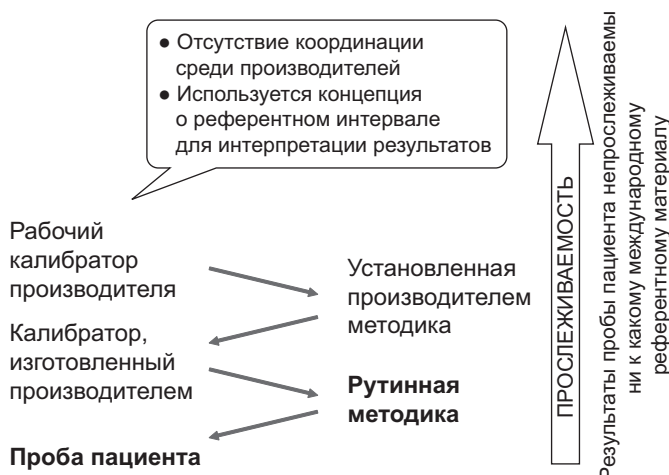 ● Отсутствие координации
среди производителей
● Используется концепция
о референтном интервале
для интерпретации результатов
Рабочий
калибратор
производителя
Установленная
производителем
методика
Калибратор,
изготовленный
производителем
Рутинная
методика
Проба пациента
ПРОСЛЕЖИВАЕМОСТЬ
Результаты пробы пациента непрослеживаемы
ни к какому международному
референтному материалу